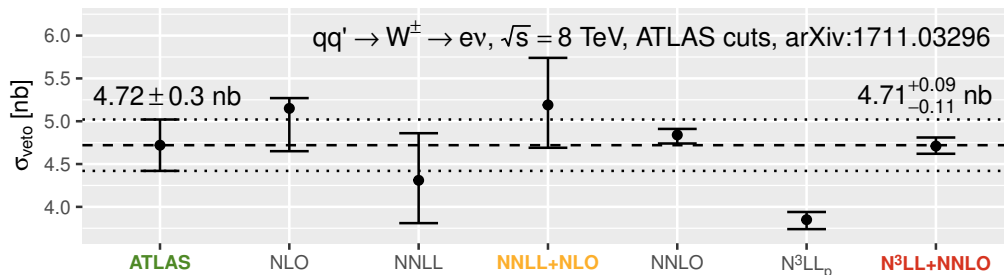 qq' → W± → eν, √s = 8 TeV, ATLAS cuts, arXiv:1711.03296
4.72 ± 0.3 nb
4.71 +0.09 −0.11 nb
σveto [nb]
6.0
5.5
5.0
4.5
4.0
ATLAS NLO NNLL NNLL+NLO NNLO N³LLp N³LL+NNLO